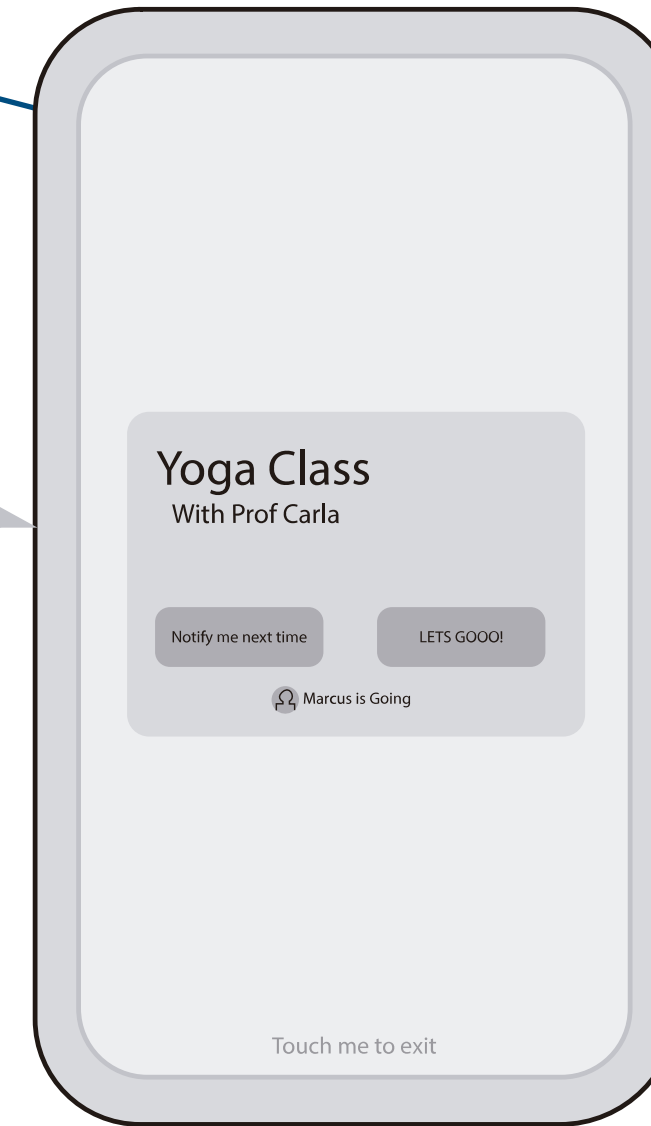 Yoga Class
With Prof Carla
Notify me next time
LETS GOOO!
Marcus is Going
Touch me to exit